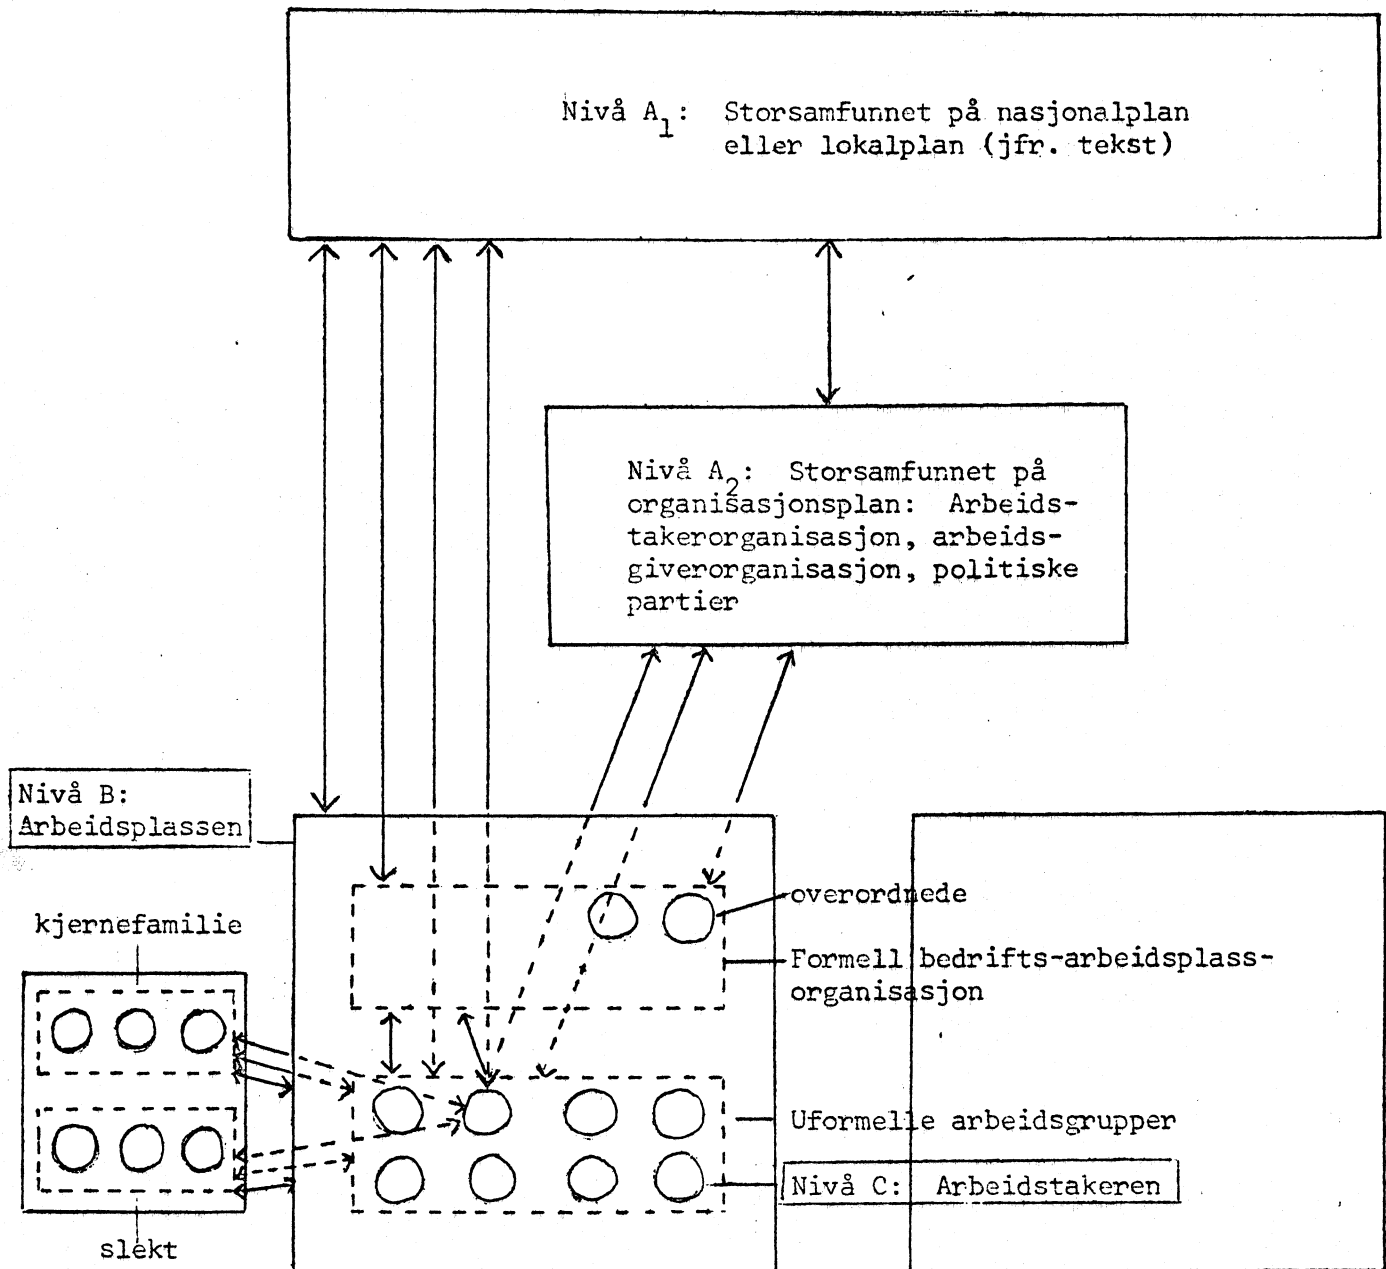 Nivå A1: Storsamfunnet på nasjonalplan
eller lokalplan (jfr. tekst)
Nivå A2: Storsamfunnet på
organisasjonsplan: Arbeids-
takerorganisasjon, arbeids-
giverorganisasjon, politiske
partier
Nivå B:
Arbeidsplassen
overordnede
kjernefamilie
Formell bedrifts-arbeidsplass-
organisasjon
Uformelle arbeidsgrupper
Nivå C: Arbeidstakeren
slekt